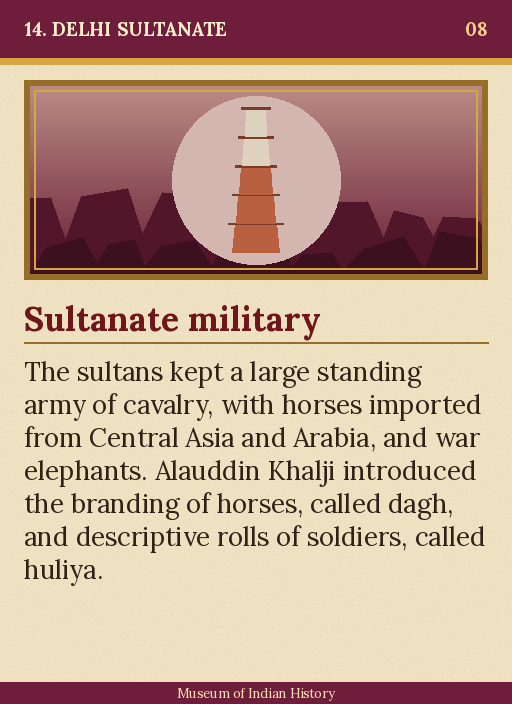 14. DELHI SULTANATE
08
Sultanate military
The sultans kept a large standing
army of cavalry, with horses imported
from Central Asia and Arabia, and war
elephants. Alauddin Khalji introduced
the branding of horses, called dagh,
and descriptive rolls of soldiers, called
huliya.
Museum of Indian History